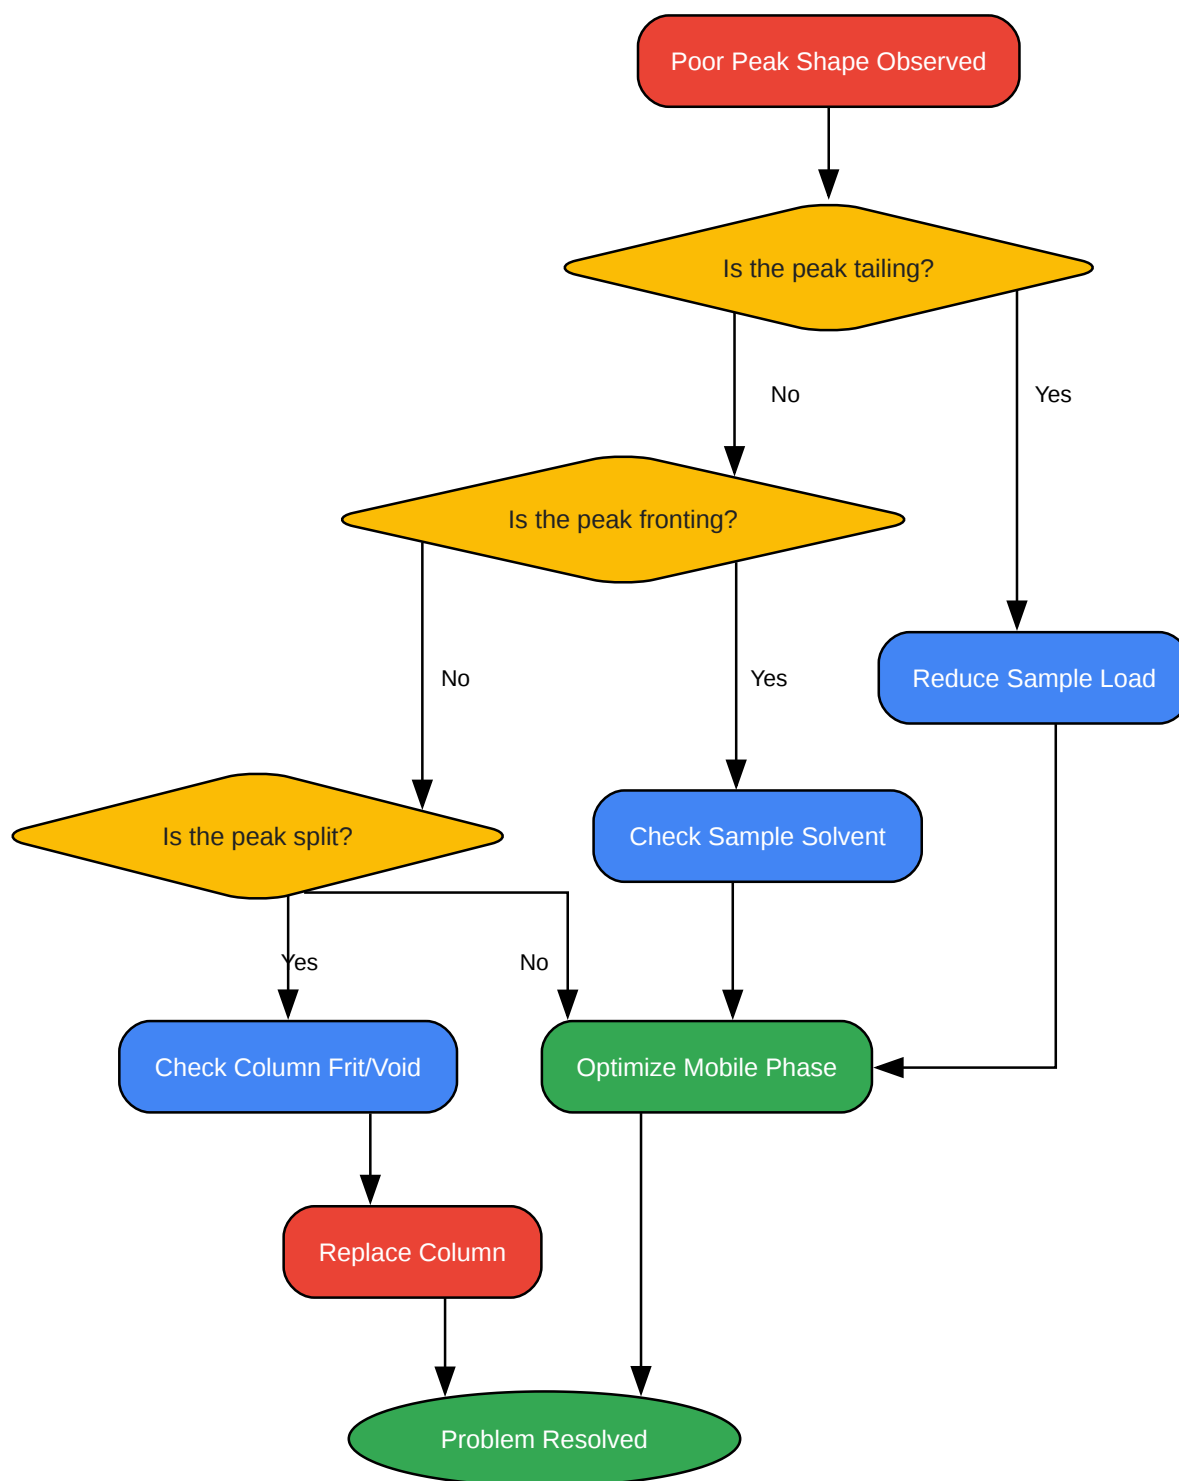 Poor Peak Shape Observed
Is the peak tailing?
No
Yes
Is the peak fronting?
No
Yes
Reduce Sample Load
Is the peak split?
Check Sample Solvent
Yes
No
Check Column Frit/Void
Optimize Mobile Phase
Replace Column
Problem Resolved